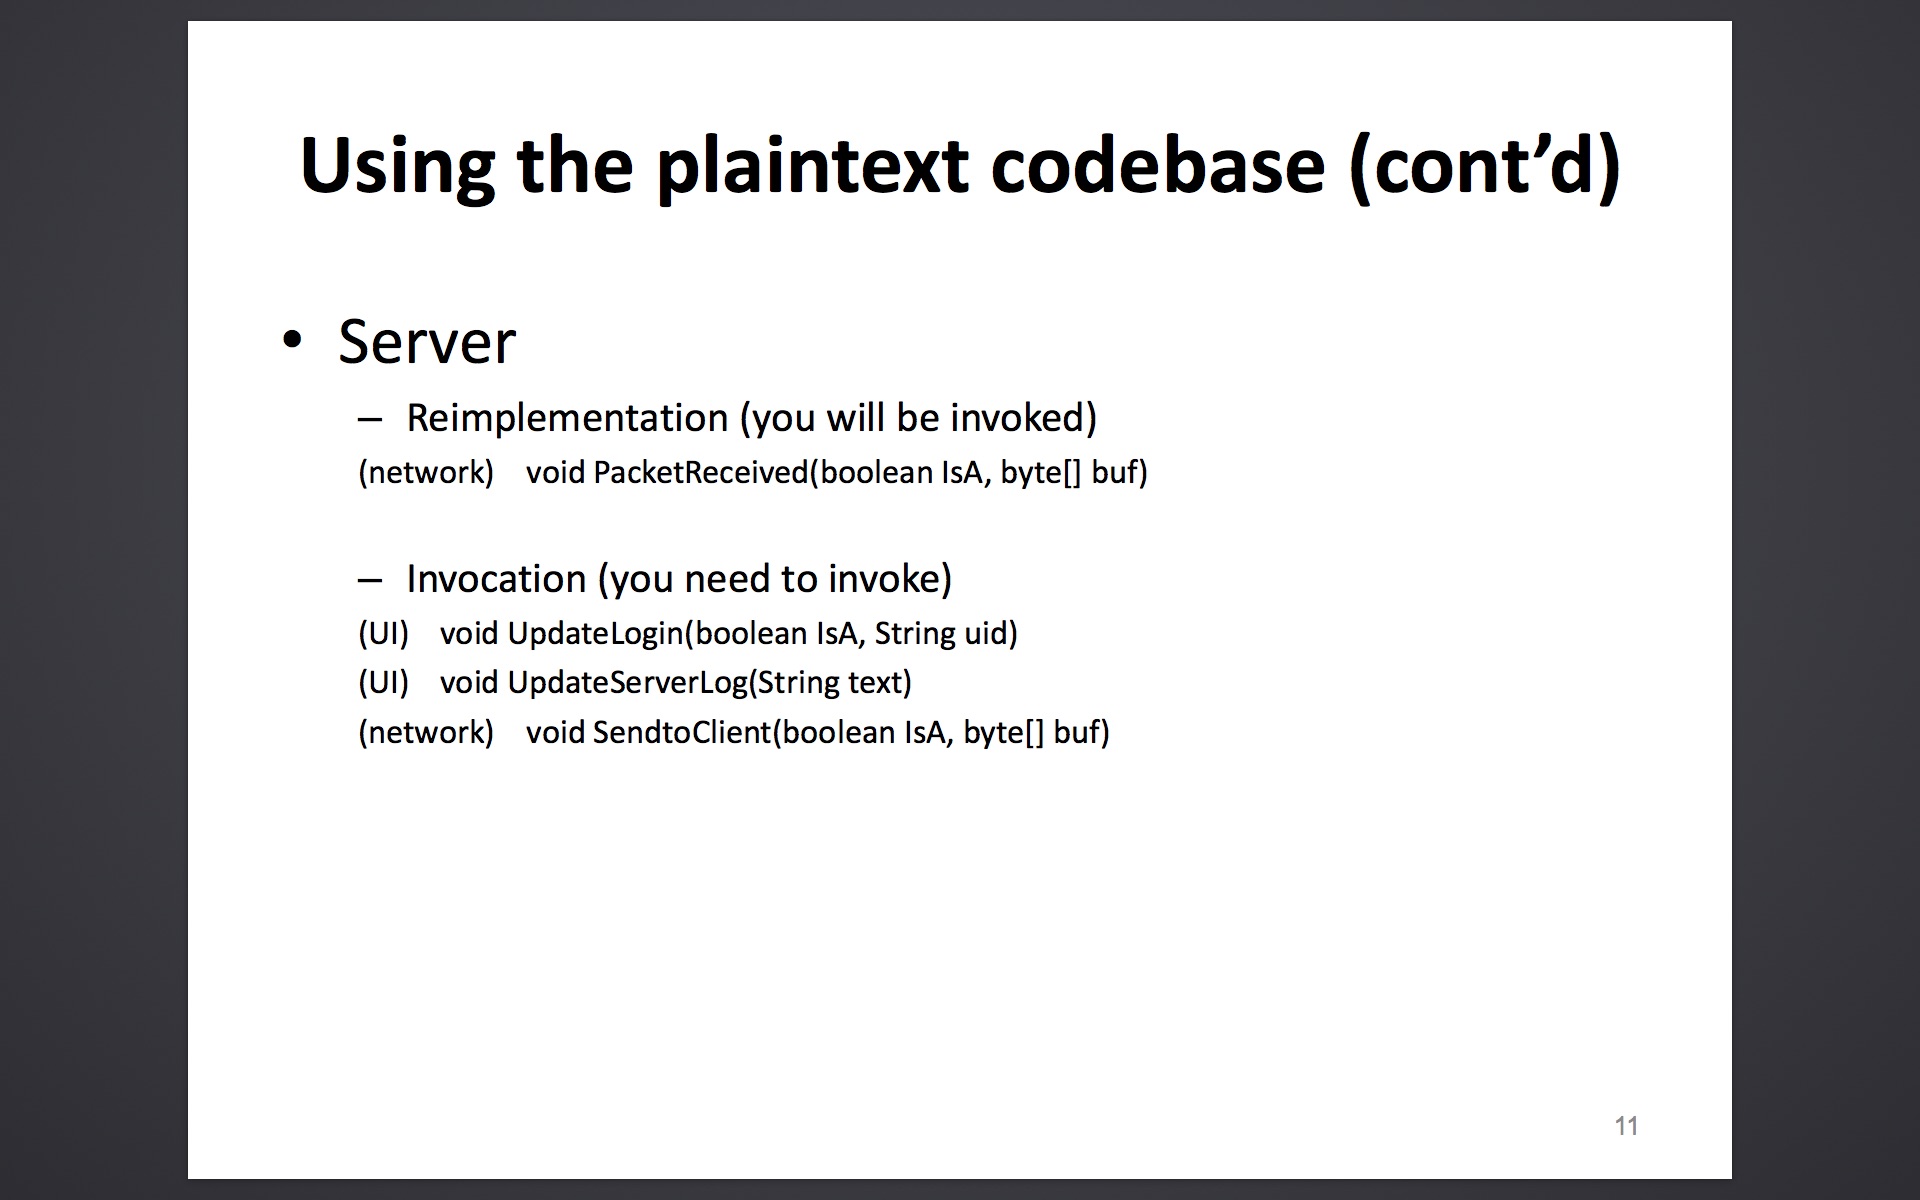 Using the plaintext codebase (cont’d)
• Server
– Reimplementation (you will be invoked)
(network) void PacketReceived(boolean IsA, byte[] buf)
– Invocation (you need to invoke)
(UI) void UpdateLogin(boolean IsA, String uid)
(UI) void UpdateServerLog(String text)
(network) void SendtoClient(boolean IsA, byte[] buf)
11